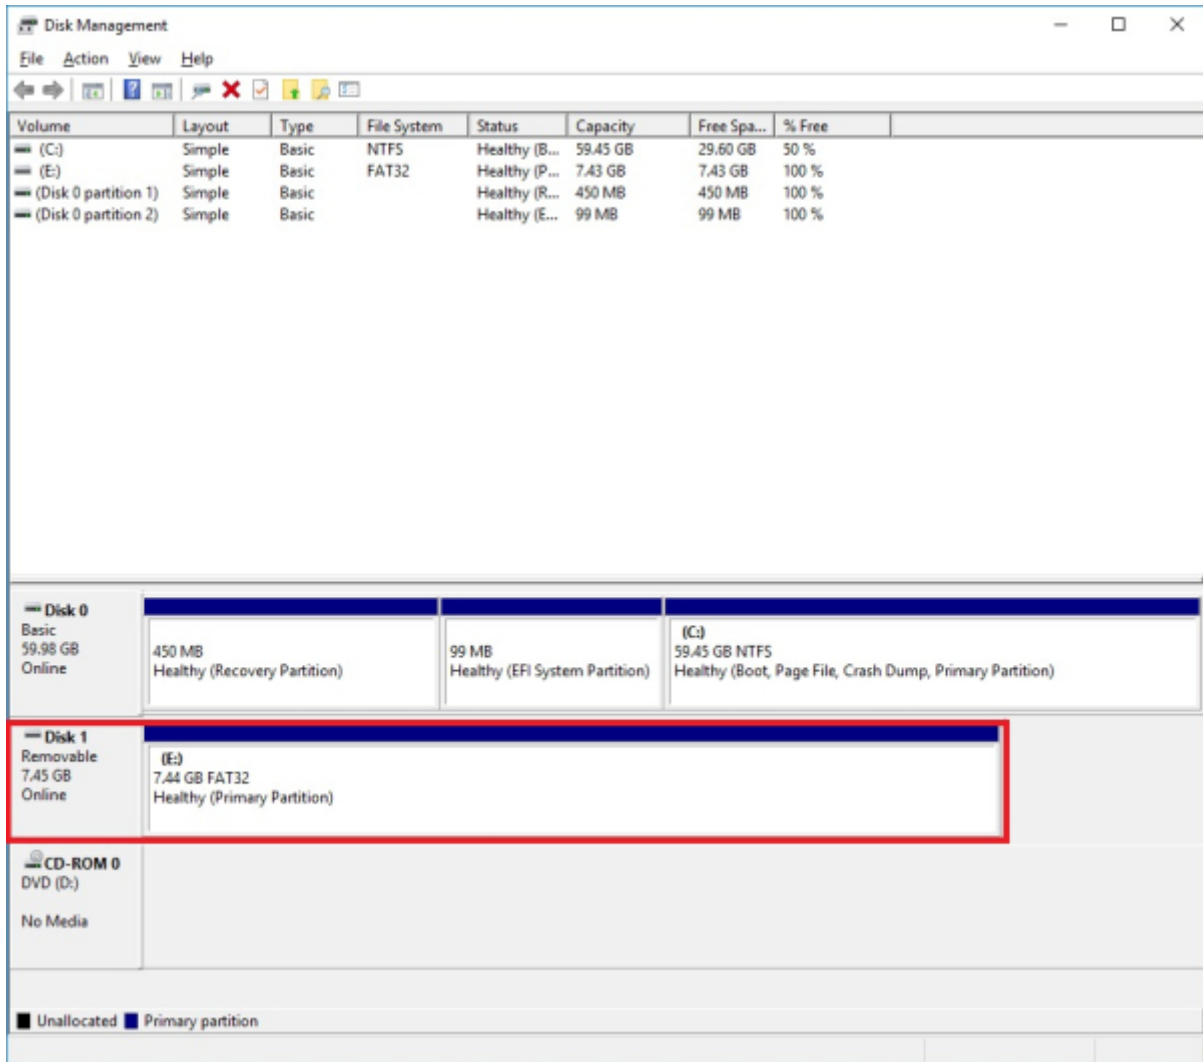 Disk Management
File Action View Help
Volume Layout Type File System Status Capacity Free Spa... % Free
(C:) Simple Basic NTFS Healthy (B... 59.45 GB 29.60 GB 50 %
(E:) Simple Basic FAT32 Healthy (P... 7.43 GB 7.43 GB 100 %
(Disk 0 partition 1) Simple Basic Healthy (R... 450 MB 450 MB 100 %
(Disk 0 partition 2) Simple Basic Healthy (E... 99 MB 99 MB 100 %
Disk 0
Basic
59.98 GB
Online
450 MB
Healthy (Recovery Partition)
99 MB
Healthy (EFI System Partition)
(C:)
59.45 GB NTFS
Healthy (Boot, Page File, Crash Dump, Primary Partition)
Disk 1
Removable
7.45 GB
Online
(E:)
7.44 GB FAT32
Healthy (Primary Partition)
CD-ROM 0
DVD (D:)
No Media
Unallocated Primary partition